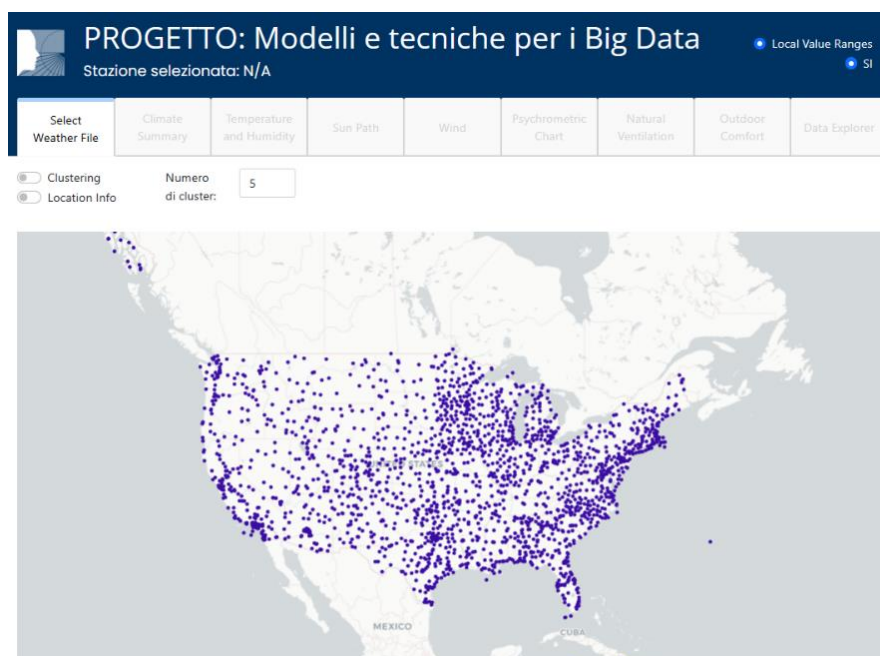 PROGETTO: Modelli e tecniche per i Big Data
Stazione selezionata: N/A
Local Value Ranges
SI
Select
Weather File
Climate
Summary
Temperature
and Humidity
Sun Path
Wind
Psychrometric
Chart
Natural
Ventilation
Outdoor
Comfort
Data Explorer
Clustering
Location Info
Numero
di cluster:
5
UNITED STATES
MEXICO
CUBA